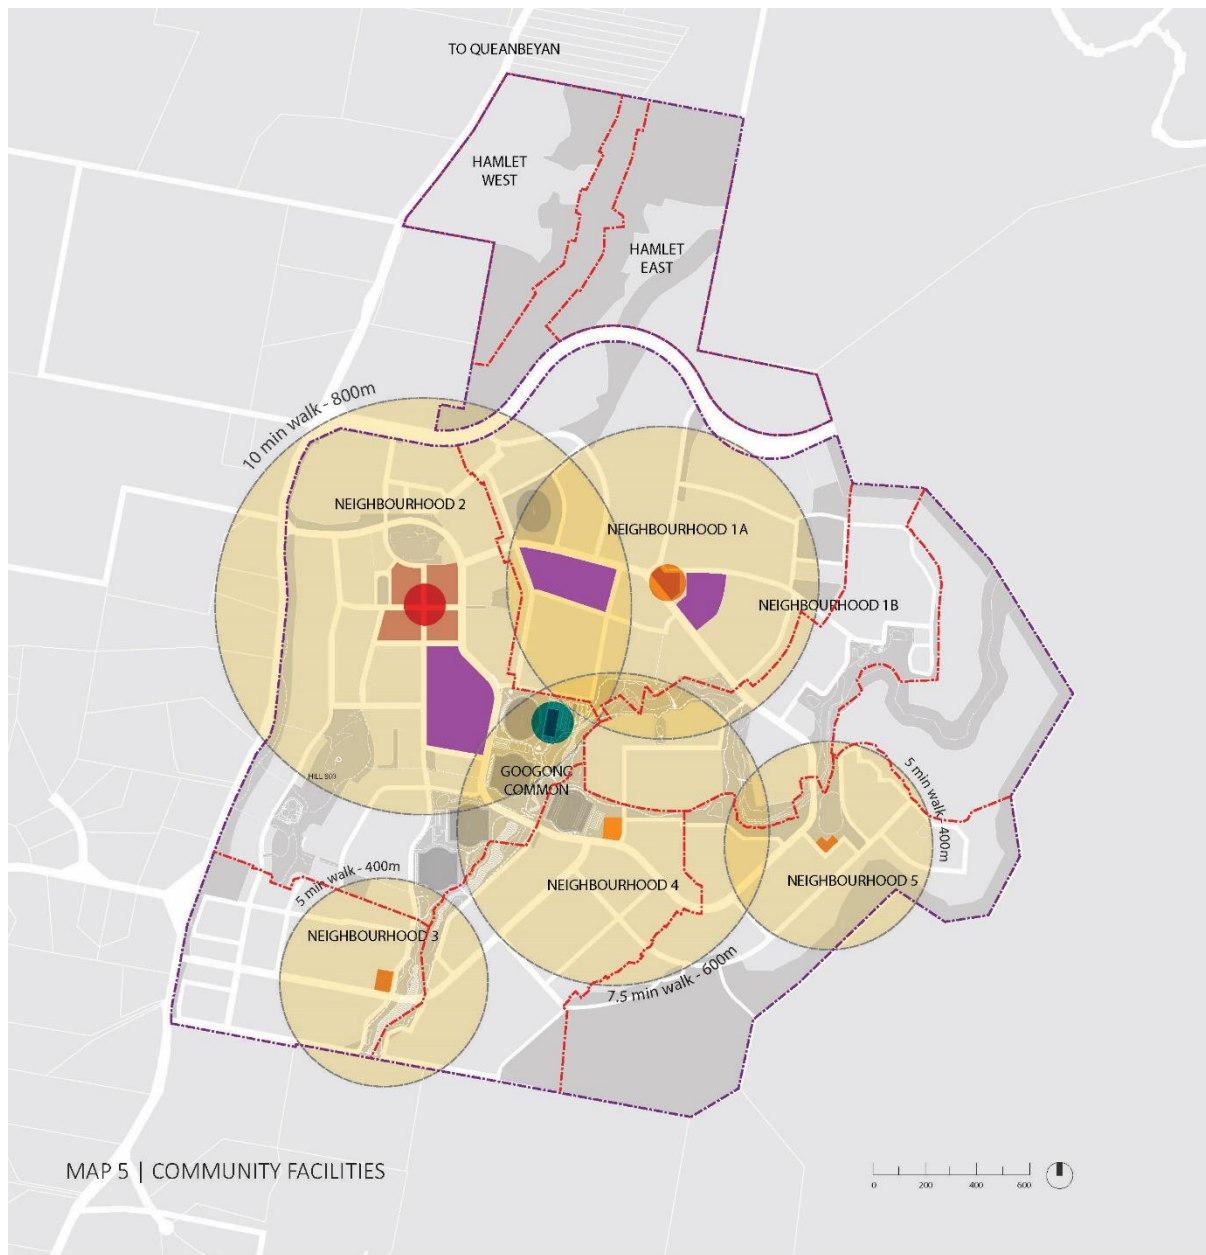 TO QUEANBEYAN
HAMLET
WEST
HAMLET
EAST
10 min walk - 800m
NEIGHBOURHOOD 2
NEIGHBOURHOOD 1A
NEIGHBOURHOOD 1B
GOOGONG
COMMON
HILL 800
5 min walk - 400m
5 min walk - 400m
NEIGHBOURHOOD 4
NEIGHBOURHOOD 5
NEIGHBOURHOOD 3
7.5 min walk - 600m
MAP 5 | COMMUNITY FACILITIES
0 200 400 600